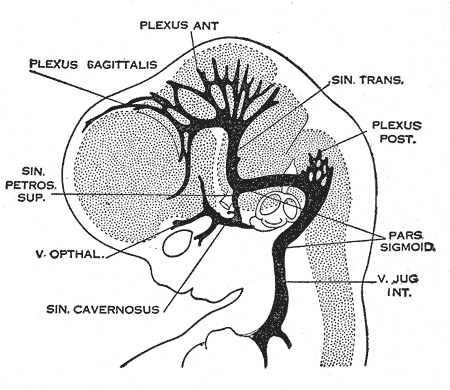 PLEXUS ANT
PLEXUS SAGITTALIS
SIN. TRANS.
PLEXUS
POST.
SIN.
PETROS.
SUP.
PARS
SIGMOID.
V. OPTHAL.
V. JUG
INT.
SIN. CAVERNOSUS